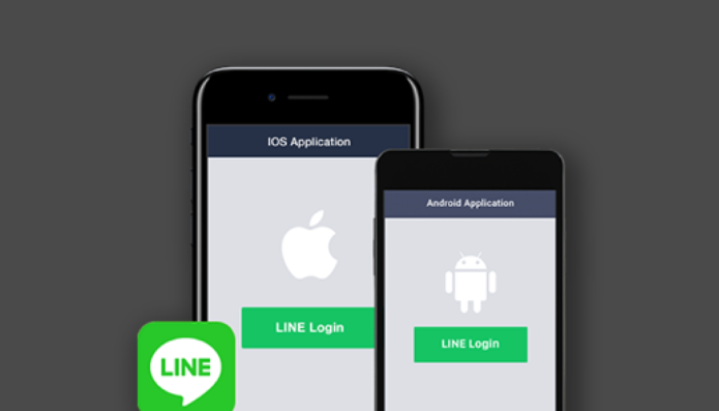 IOS Application
LINE Login
Android Application
LINE Login
LINE